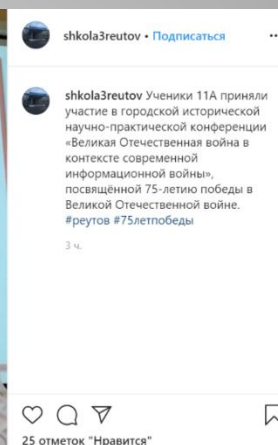 shkola3reutov • Подписаться
shkola3reutov Ученики 11А приняли
участие в городской исторической
научно-практической конференции
«Великая Отечественная война в
контексте современной
информационной войны»,
посвящённой 75-летию победы в
Великой Отечественной войне.
#реутов #75летпобеды
3 ч.
25 отметок "Нравится"